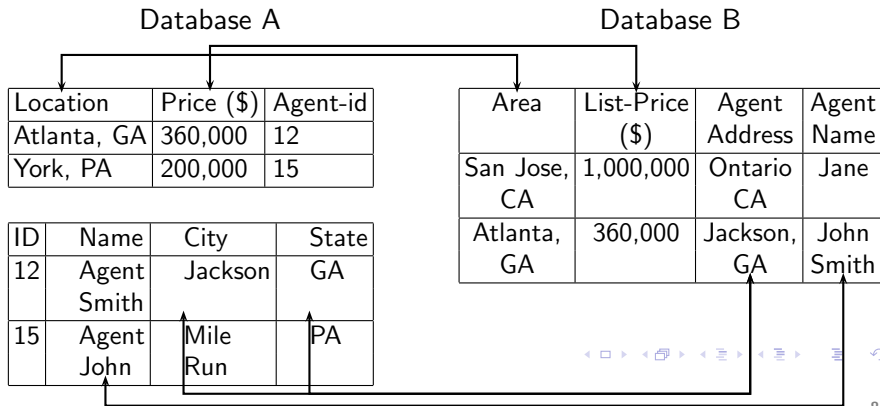 Database A
Database B
Location Price ($) Agent-id
Atlanta, GA 360,000 12
York, PA 200,000 15
Area List-Price Agent Agent
($) Address Name
San Jose, 1,000,000 Ontario Jane
CA CA
Atlanta, 360,000 Jackson, John
GA GA Smith
ID Name City State
12 Agent Jackson GA
Smith
15 Agent Mile PA
John Run